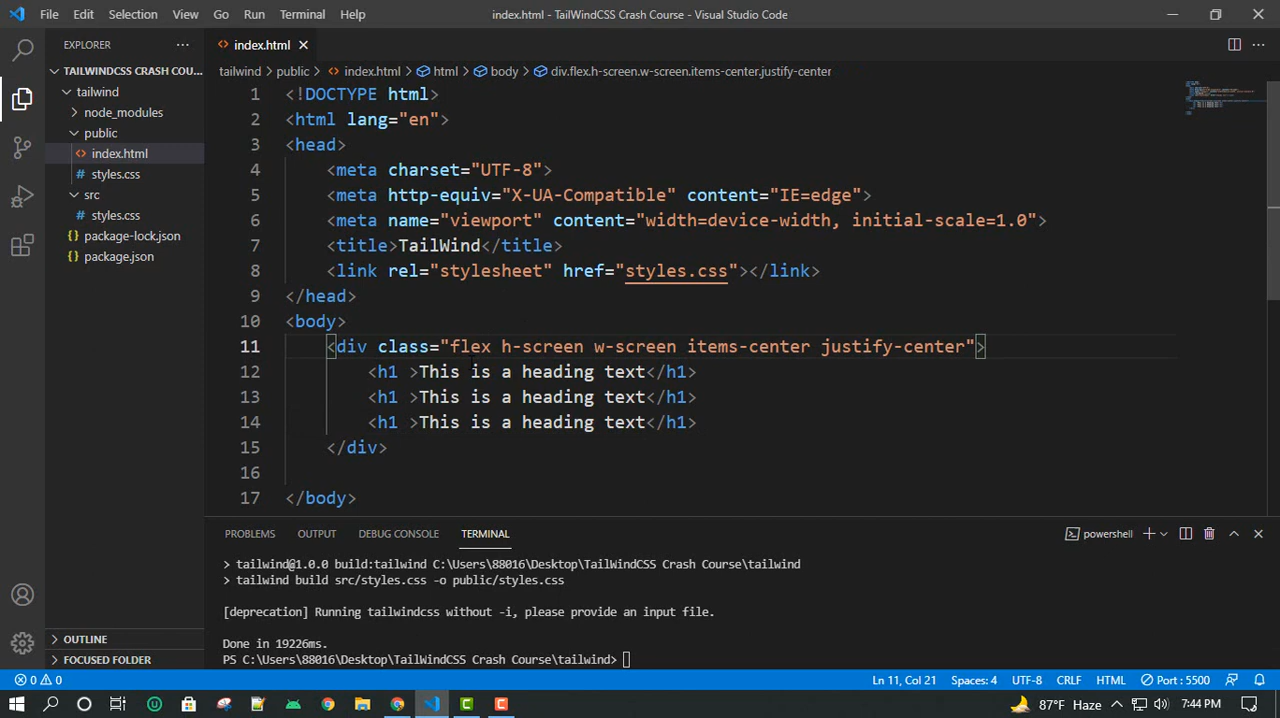 File Edit Selection View Go Run Terminal Help index.html - TailWindCSS Crash Course - Visual Studio Code
EXPLORER
index.html
TAILWINDCSS CRASH COU...
tailwind
node_modules
public
index.html
styles.css
src
styles.css
package-lock.json
package.json
OUTLINE
FOCUSED FOLDER
tailwind > public > index.html > html > body > div.flex.h-screen.w-screen.items-center.justify-center
1 <!DOCTYPE html>
2 <html lang="en">
3 <head>
4 <meta charset="UTF-8">
5 <meta http-equiv="X-UA-Compatible" content="IE=edge">
6 <meta name="viewport" content="width=device-width, initial-scale=1.0">
7 <title>TailWind</title>
8 <link rel="stylesheet" href="styles.css"></link>
9 </head>
10 <body>
11 <div class="flex h-screen w-screen items-center justify-center">
12 <h1 >This is a heading text</h1>
13 <h1 >This is a heading text</h1>
14 <h1 >This is a heading text</h1>
15 </div>
16
17 </body>
PROBLEMS OUTPUT DEBUG CONSOLE TERMINAL powershell
> tailwind@1.0.0 build:tailwind C:\Users\88016\Desktop\TailWindCSS Crash Course\tailwind
> tailwind build src/styles.css -o public/styles.css
[deprecation] Running tailwindcss without -i, please provide an input file.
Done in 19226ms.
PS C:\Users\88016\Desktop\TailWindCSS Crash Course\tailwind>
0 0 Ln 11, Col 21 Spaces: 4 UTF-8 CRLF HTML Port : 5500
87°F Haze 7:44 PM